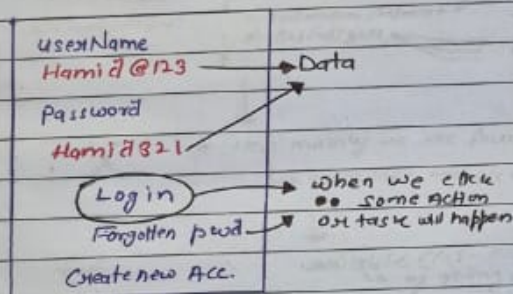 userName
Hamid@123 → Data
Password
Hamid321
Login → when we click
•• some Action
Forgotten pwd → or task will happen
Create new Acc.